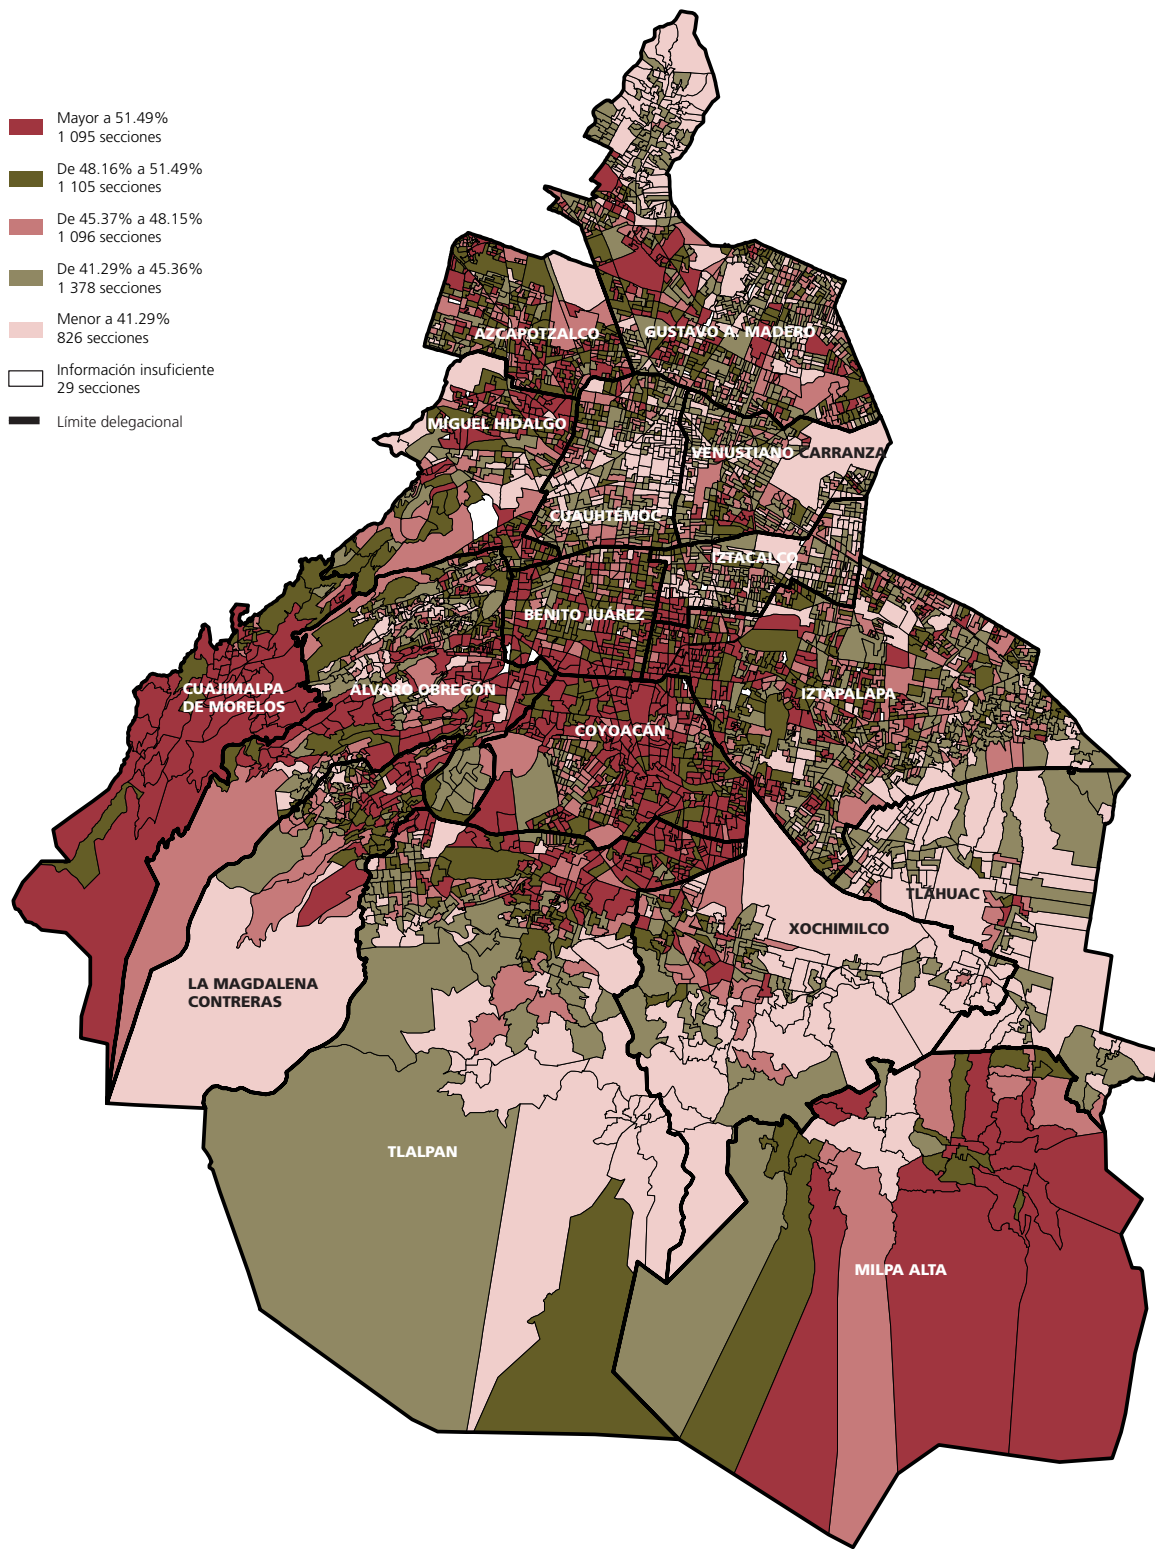 Mayor a 51.49%
1 095 secciones
De 48.16% a 51.49%
1 105 secciones
De 45.37% a 48.15%
1 096 secciones
De 41.29% a 45.36%
1 378 secciones
Menor a 41.29%
826 secciones
Información insuficiente
29 secciones
Límite delegacional
AZCAPOTZALCO
GUSTAVO A. MADERO
MIGUEL HIDALGO
VENUSTIANO CARRANZA
CUAUHTÉMOC
IZTACALCO
BENITO JUÁREZ
CUAJIMALPA
DE MORELOS
ÁLVARO OBREGÓN
IZTAPALAPA
COYOACÁN
TLÁHUAC
XOCHIMILCO
LA MAGDALENA
CONTRERAS
TLALPAN
MILPA ALTA